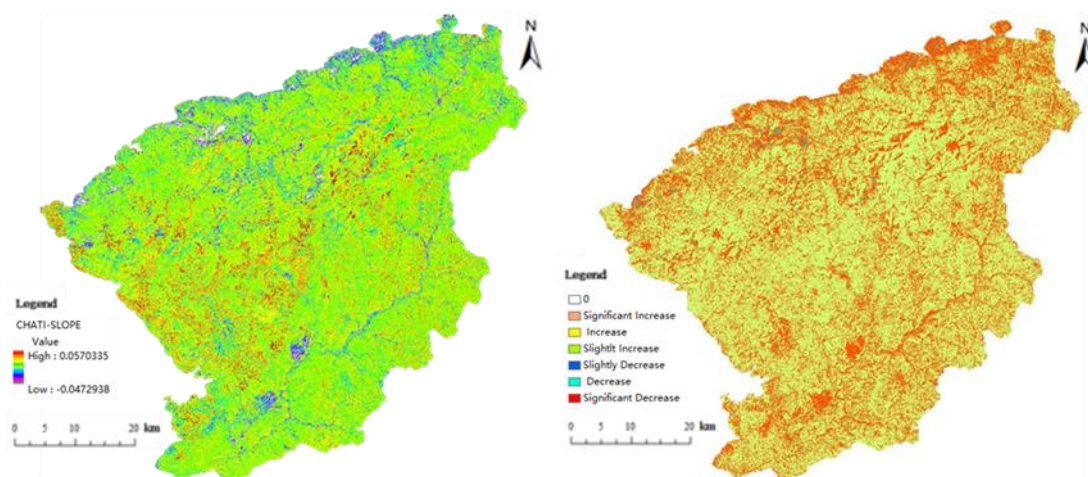 N
Legend
CHATI-SLOPE
Value
High : 0.0570335
Low : -0.0472938
0 5 10 20 km
N
Legend
0
Significant Increase
Increase
Slightlt Increase
Slightly Decrease
Decrease
Significant Decrease
0 5 10 20 km